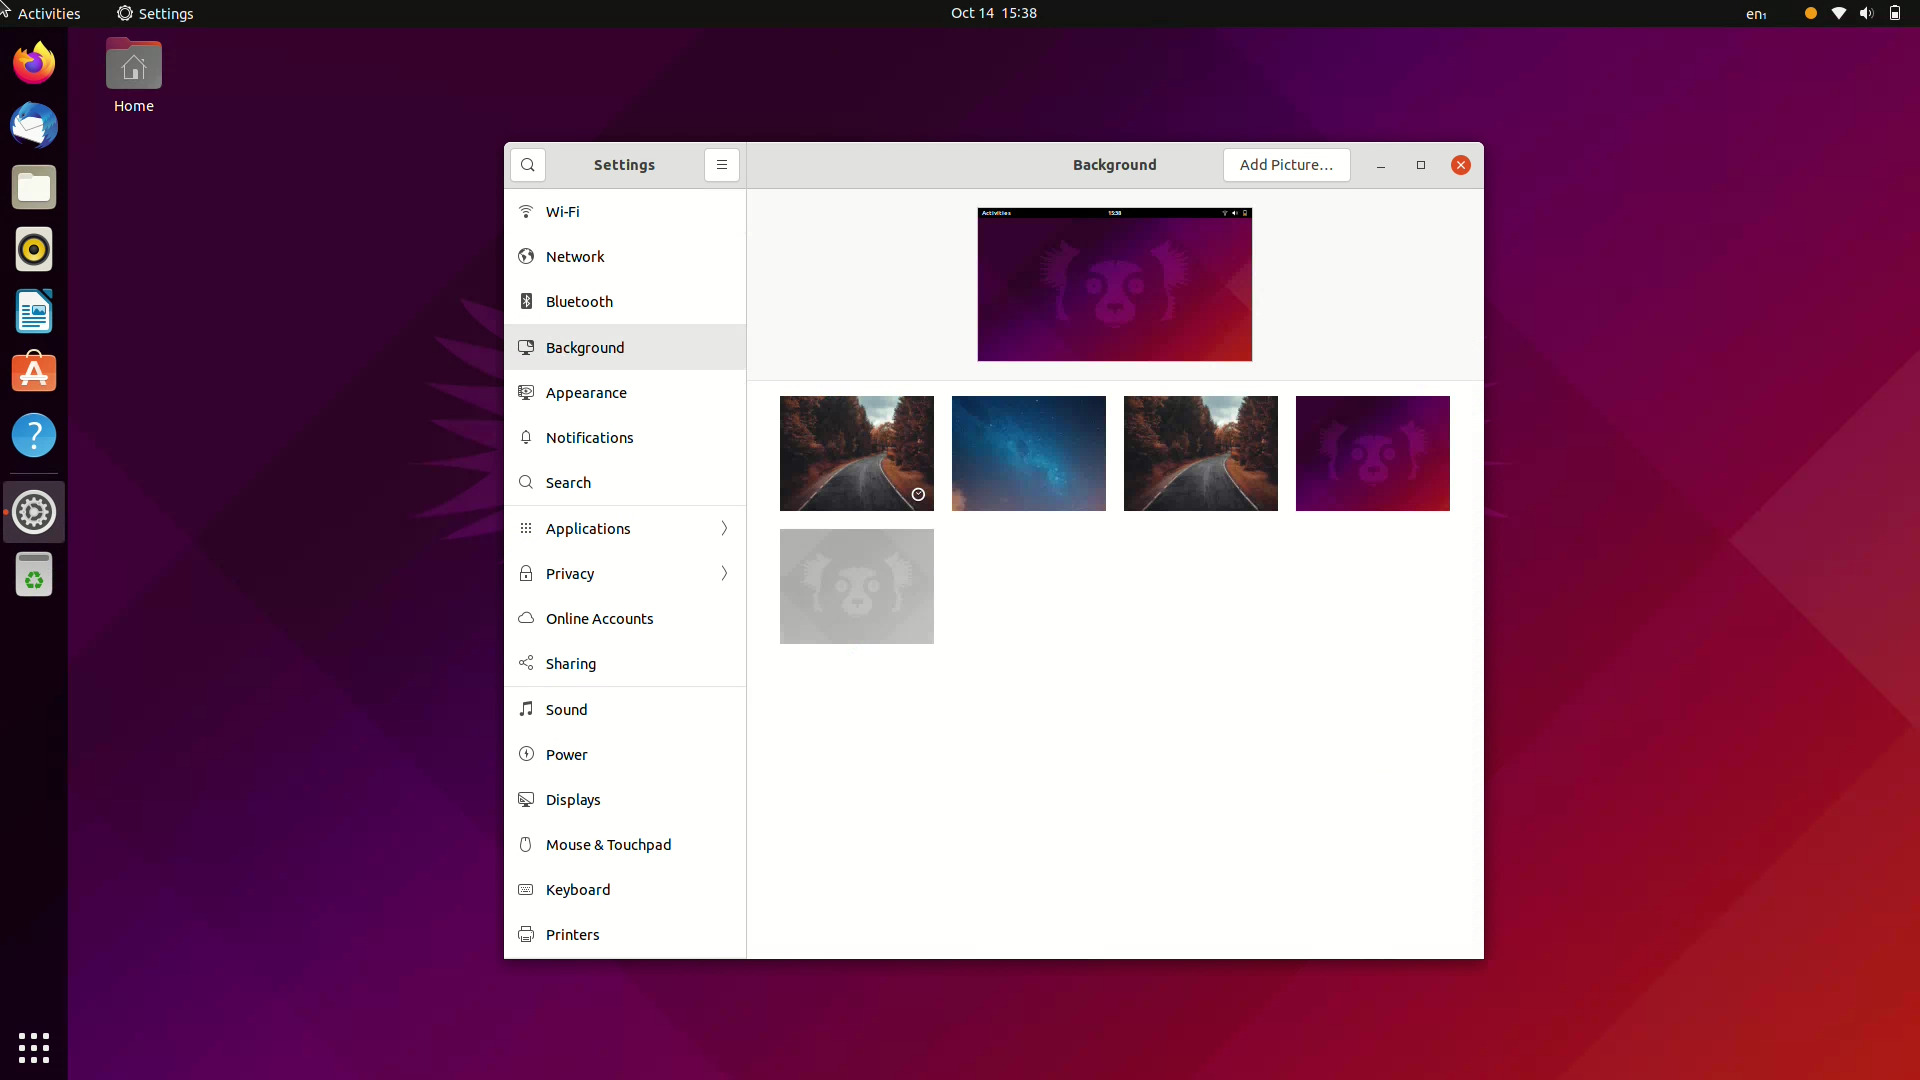 Activities
Settings
Oct 14 15:38
en₁
Home
Settings
Background
Add Picture...
Wi-Fi
Network
Bluetooth
Background
Appearance
Notifications
Search
Applications
Privacy
Online Accounts
Sharing
Sound
Power
Displays
Mouse & Touchpad
Keyboard
Printers
Activities
15:38